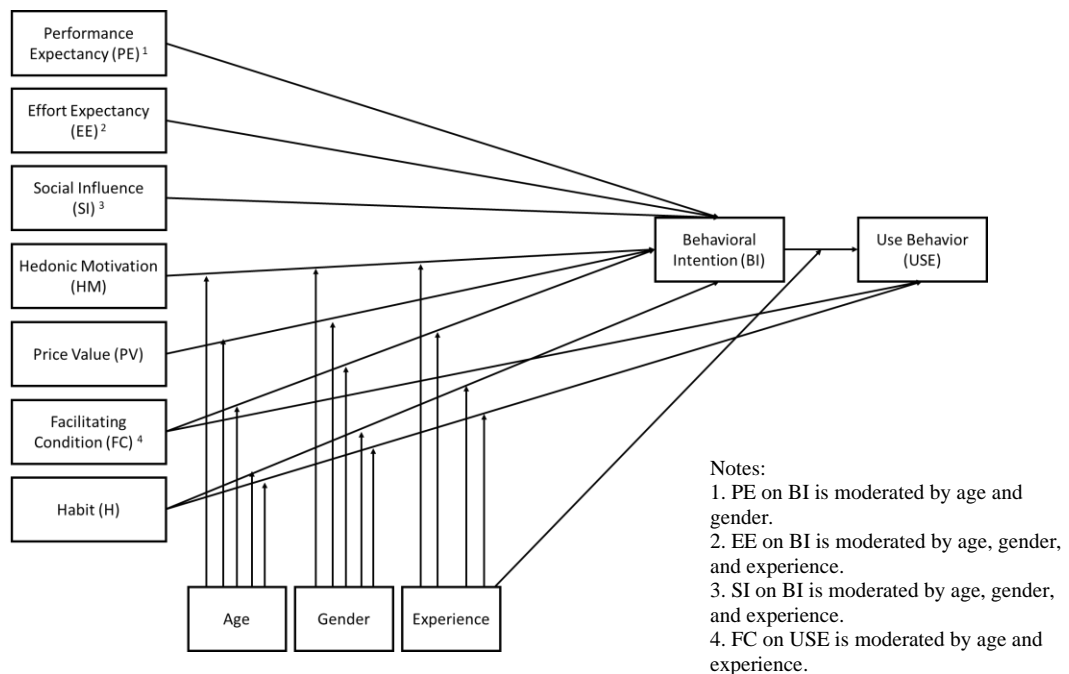 Performance
Expectancy (PE) 1
Effort Expectancy
(EE) 2
Social Influence
(SI) 3
Hedonic Motivation
(HM)
Price Value (PV)
Facilitating
Condition (FC) 4
Habit (H)
Behavioral
Intention (BI)
Use Behavior
(USE)
Age
Gender
Experience
Notes:
1. PE on BI is moderated by age and
gender.
2. EE on BI is moderated by age, gender,
and experience.
3. SI on BI is moderated by age, gender,
and experience.
4. FC on USE is moderated by age and
experience.